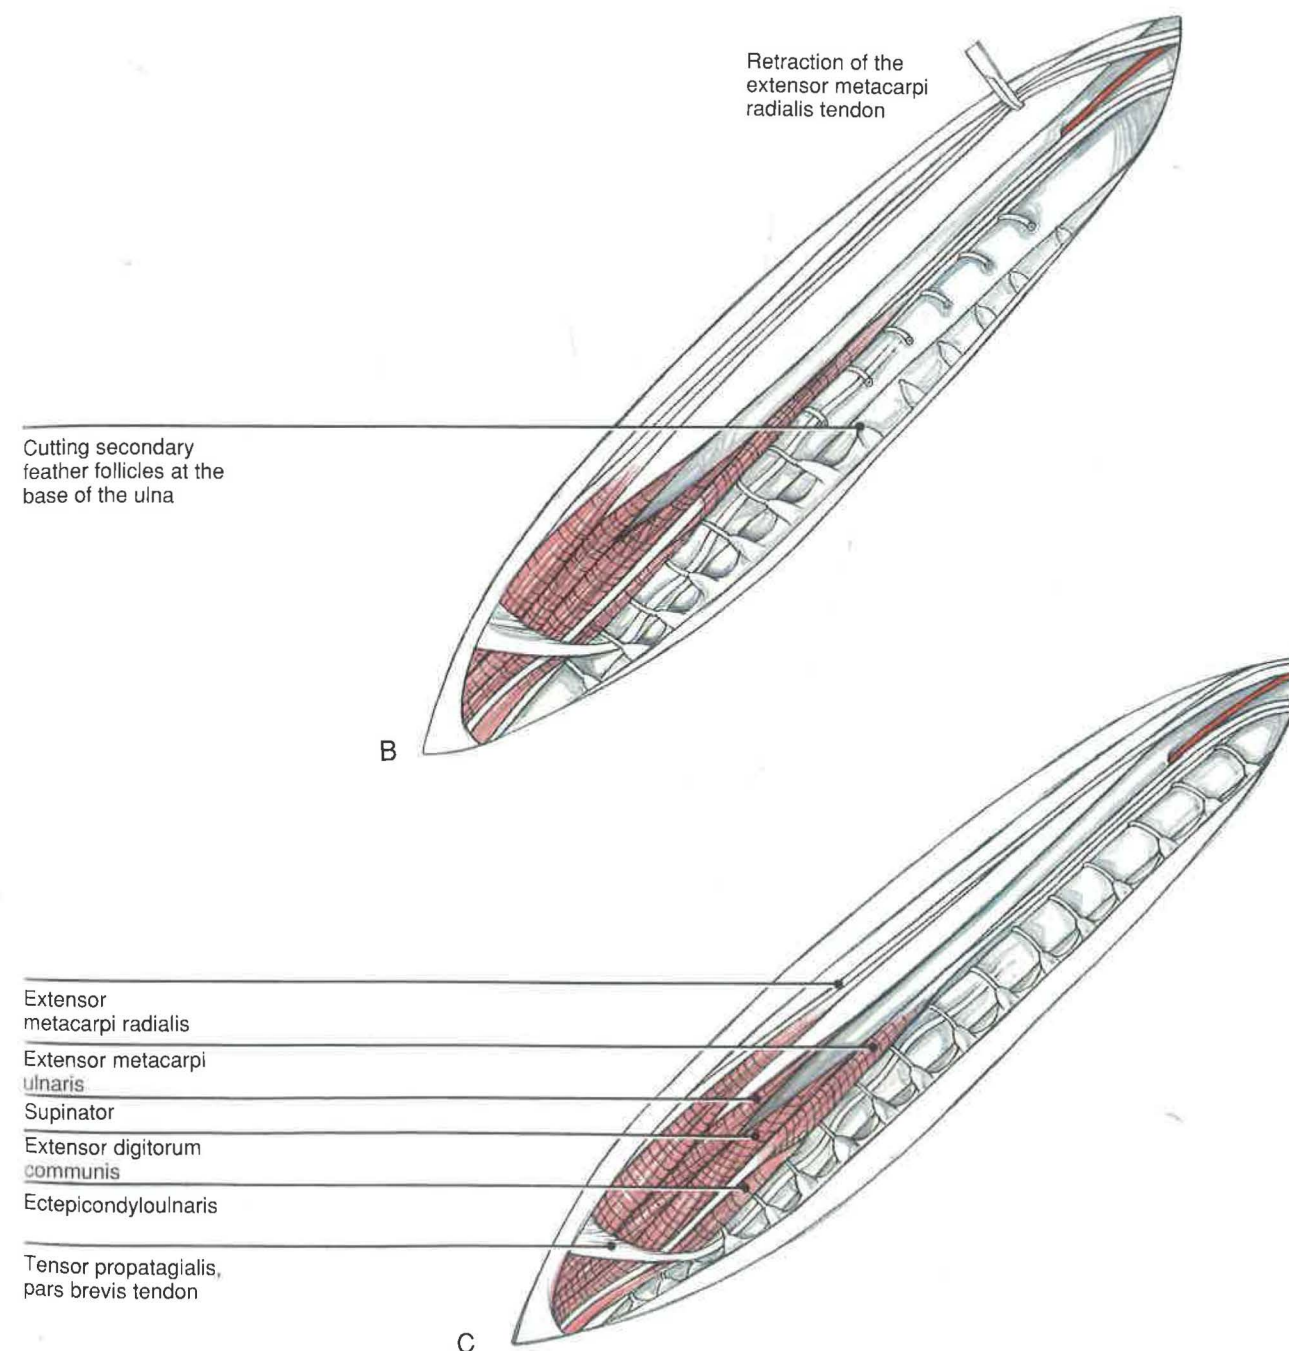 Retraction of the
extensor metacarpi
radialis tendon
Cutting secondary
feather follicles at the
base of the ulna
B
Extensor
metacarpi radialis
Extensor metacarpi
ulnaris
Supinator
Extensor digitorum
communis
Ectepicondyloulnaris
Tensor propatagialis,
pars brevis tendon
C